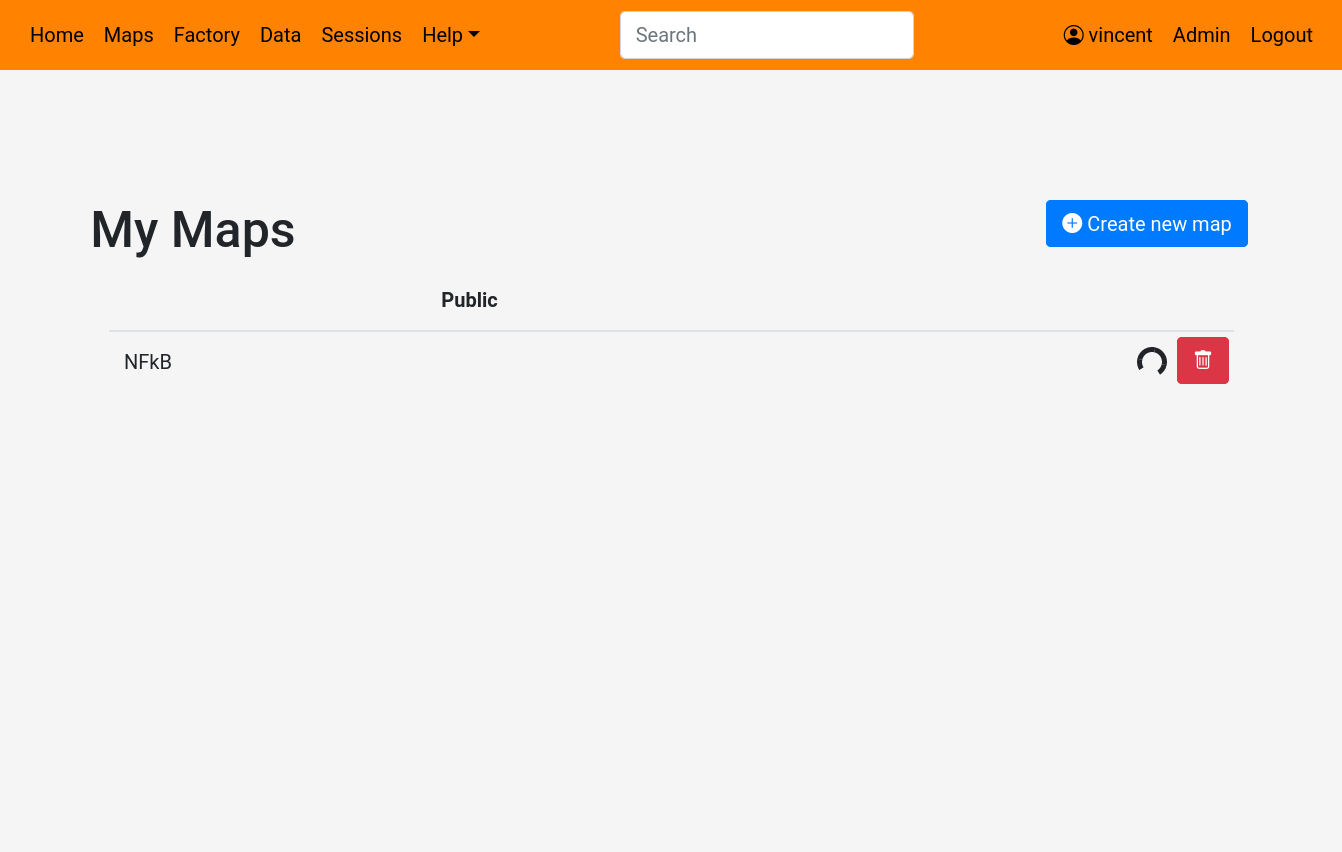 Home Maps Factory Data Sessions Help Search vincent Admin Logout
My Maps
Create new map
Public
NFkB